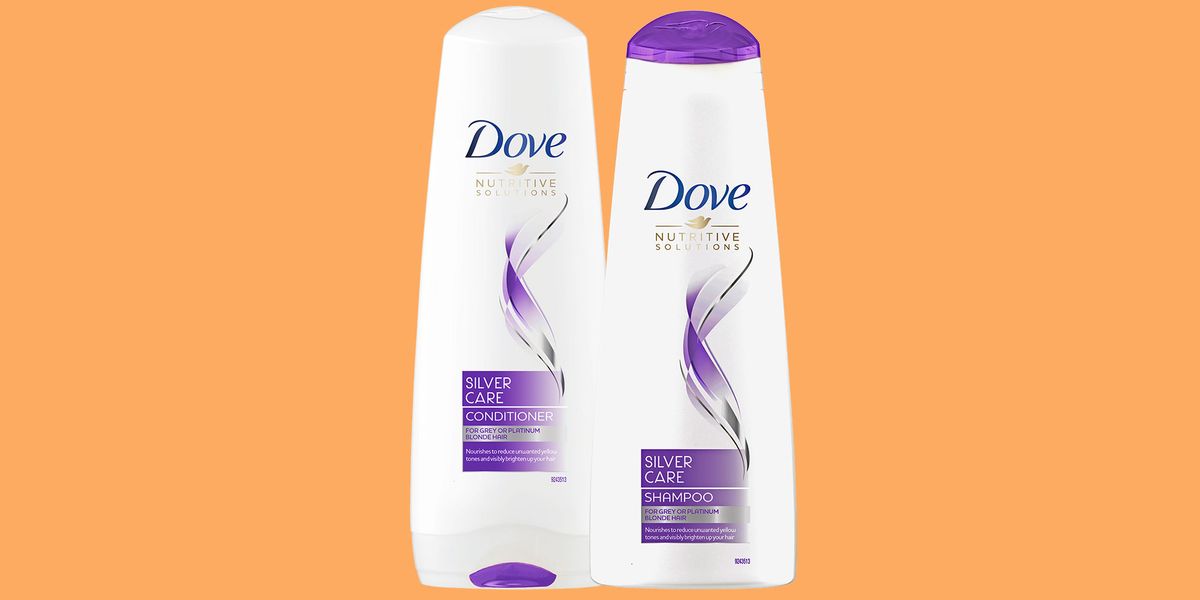 Dove
NUTRITIVE
SOLUTIONS
SILVER
CARE
CONDITIONER
FOR GREY OR PLATINUM
BLONDE HAIR
Nourishes to reduce unwanted yellow
tones and visibly brighten up your hair
9243513
Dove
NUTRITIVE
SOLUTIONS
SILVER
CARE
SHAMPOO
FOR GREY OR PLATINUM
BLONDE HAIR
Nourishes to reduce unwanted yellow
tones and visibly brighten up your hair
9243513